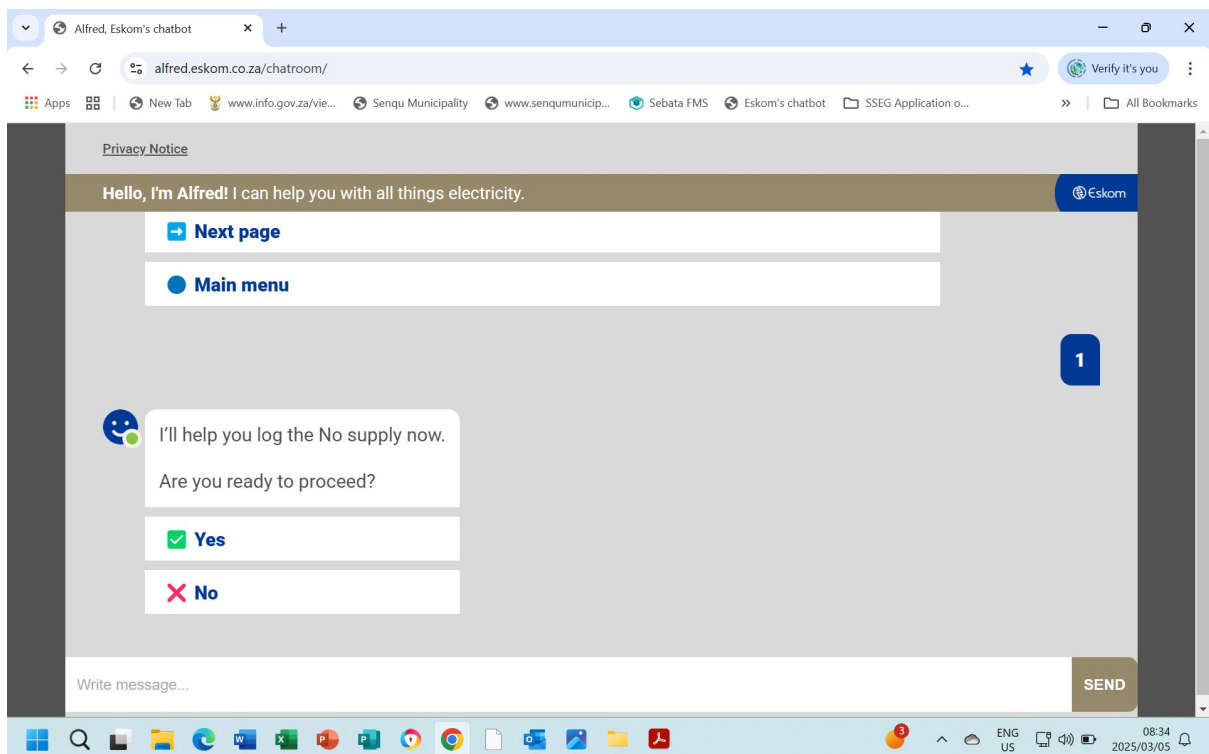 Alfred, Eskom's chatbot
alfred.eskom.co.za/chatroom/
Verify it's you
Apps
New Tab
www.info.gov.za/vie...
Senqu Municipality
www.senqumunicip...
Sebata FMS
Eskom's chatbot
SSEG Application o...
All Bookmarks
Privacy Notice
Hello, I'm Alfred! I can help you with all things electricity.
Eskom
Next page
Main menu
1
I'll help you log the No supply now.
Are you ready to proceed?
Yes
No
Write message...
SEND
3
ENG
US
08:34
2025/03/05